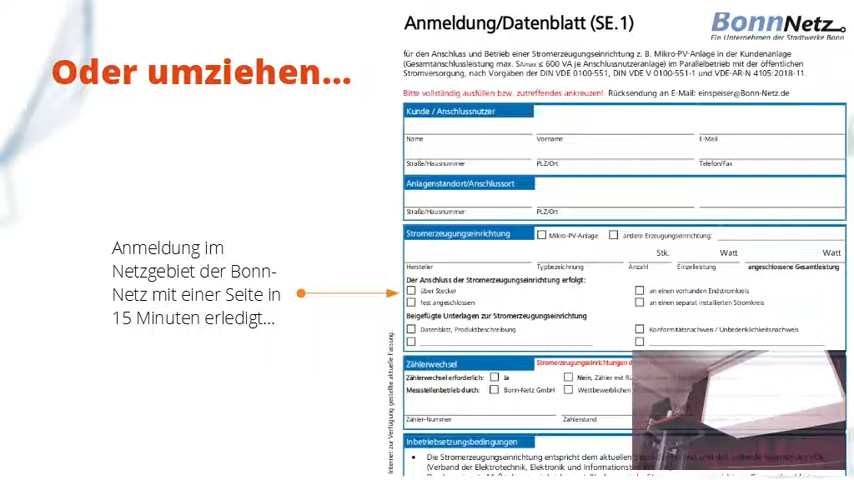 Oder umziehen...
Anmeldung im
Netzgebiet der Bonn-
Netz mit einer Seite in
15 Minuten erledigt...
Anmeldung/Datenblatt (SE.1)
BonnNetz
Ein Unternehmen der Stadtwerke Bonn
für den Anschluss und Betrieb einer Stromerzeugungseinrichtung z. B. Mikro-PV-Anlage in der Kundenanlage
(Gesamtanschlussleistung max. SAmax ≤ 600 VA je Anschlussnutzeranlage) im Parallelbetrieb mit der öffentlichen
Stromversorgung, nach Vorgaben der DIN VDE 0100-551, DIN VDE V 0100-551-1 und VDE-AR-N 4105:2018-11.
Bitte vollständig ausfüllen bzw. zutreffendes ankreuzen! Rücksendung an E-Mail: einspeiser@Bonn-Netz.de
Kunde / Anschlussnutzer
Name Vorname E-Mail
Straße/Hausnummer PLZ/Ort Telefon/Fax
Anlagenstandort/Anschlussort
Straße/Hausnummer PLZ/Ort
Stromerzeugungseinrichtung Mikro-PV-Anlage andere Erzeugungseinrichtung:
Stk. Watt Watt
Hersteller Typbezeichnung Anzahl Einzelleistung angeschlossene Gesamtleistung
Der Anschluss der Stromerzeugungseinrichtung erfolgt:
über Stecker an einen vorhanden Endstromkreis
fest angeschlossen an einen separat installierten Stromkreis
Beigefügte Unterlagen zur Stromerzeugungseinrichtung
Datenblatt, Produktbeschreibung Konformitätsnachweis / Unbedenklichkeitsnachweis
Zählerwechsel Stromerzeugungseinrichtungen
Zählerwechsel erforderlich: Ja Nein, Zähler mit
Messstellenbetrieb durch: Bonn-Netz GmbH Wettbewerblichen
Zähler-Nummer Zählerstand
Inbetriebsetzungsbedingungen
• Die Stromerzeugungseinrichtung entspricht dem aktuellen
(Verband der Elektrotechnik, Elektronik und
Internet zur Verfügung gestellte aktuelle Fassung.